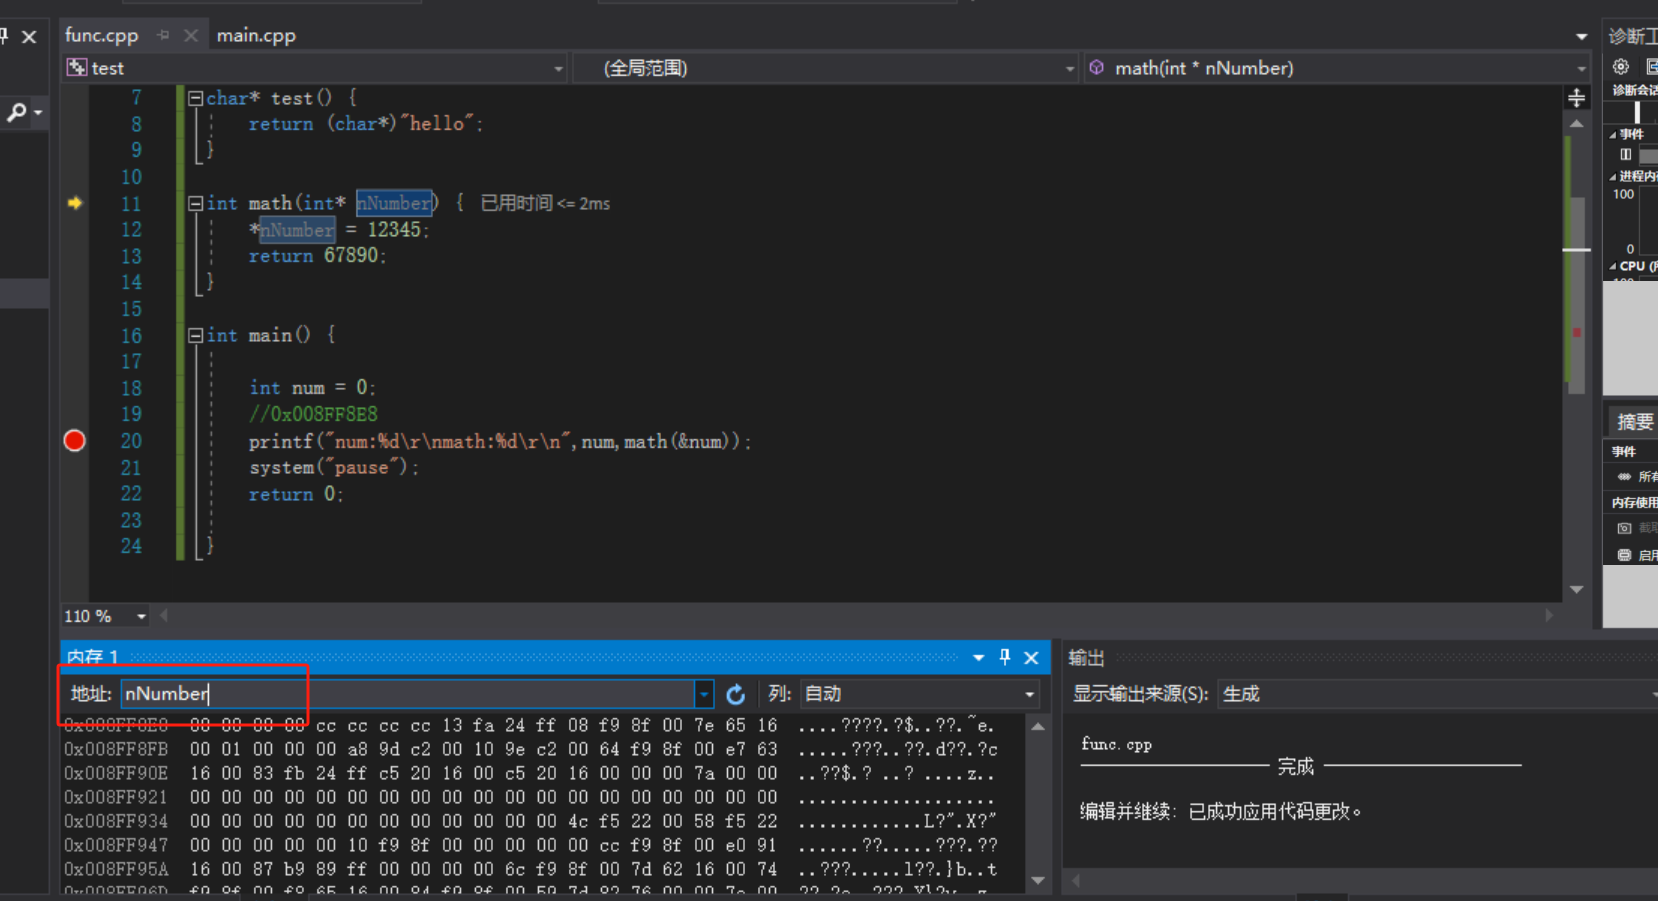 func.cpp main.cpp
test (全局范围) math(int * nNumber)
7 char* test() {
8 return (char*)"hello";
9 }
10
11 int math(int* nNumber) { 已用时间 <= 2ms
12 *nNumber = 12345;
13 return 67890;
14 }
15
16 int main() {
17
18 int num = 0;
19 //0x008FF8E8
20 printf("num:%d\r\nmath:%d\r\n",num,math(&num));
21 system("pause");
22 return 0;
23
24 }
110 %
内存 1
地址: nNumber 列: 自动
00 00 00 00 cc cc cc cc 13 fa 24 ff 08 f9 8f 00 7e 65 16 ....????.?$..??.~e.
0x008FF8FB 00 01 00 00 00 a8 9d c2 00 10 9e c2 00 64 f9 8f 00 e7 63 .....???..??.d??.?c
0x008FF90E 16 00 83 fb 24 ff c5 20 16 00 c5 20 16 00 00 00 7a 00 00 ..??$.? ..? ....z..
0x008FF921 00 00 00 00 00 00 00 00 00 00 00 00 00 00 00 00 00 00 00 ...................
0x008FF934 00 00 00 00 00 00 00 00 00 00 00 00 4c f5 22 00 58 f5 22 ............L?".X?"
0x008FF947 00 00 00 00 00 10 f9 8f 00 00 00 00 00 cc f9 8f 00 e0 91 ......??.....???.??
0x008FF95A 16 00 87 b9 89 ff 00 00 00 00 6c f9 8f 00 7d 62 16 00 74 ..???.....l??.}b..t
输出
显示输出来源(S): 生成
func.cpp
完成
编辑并继续: 已成功应用代码更改。
诊断工
诊断会话
事件
进程内存
100
0
CPU
摘要
事件
所有
内存使用
启用